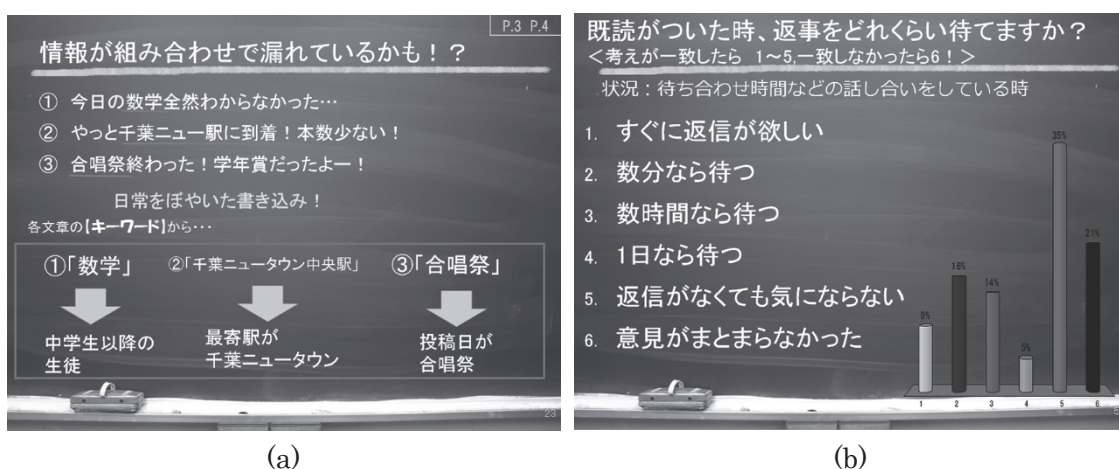 P.3 P.4
情報が組み合わせで漏れているかも！？
① 今日の数学全然わからなかった…
② やっと千葉ニュー駅に到着！本数少ない！
③ 合唱祭終わった！学年賞だったよー！
日常をぼやいた書き込み！
各文章の【キーワード】から･･･
①「数学」
②「千葉ニュータウン中央駅」
③「合唱祭」
中学生以降の
生徒
最寄駅が
千葉ニュータウン
投稿日が
合唱祭
23
(a)
既読がついた時、返事をどれくらい待てますか？
＜考えが一致したら 1～5,一致しなかったら6！＞
状況：待ち合わせ時間などの話し合いをしている時
1. すぐに返信が欲しい
2. 数分なら待つ
3. 数時間なら待つ
4. 1日なら待つ
5. 返信がなくても気にならない
6. 意見がまとまらなかった
9%
16%
14%
5%
35%
21%
1 2 3 4 5 6
(b)